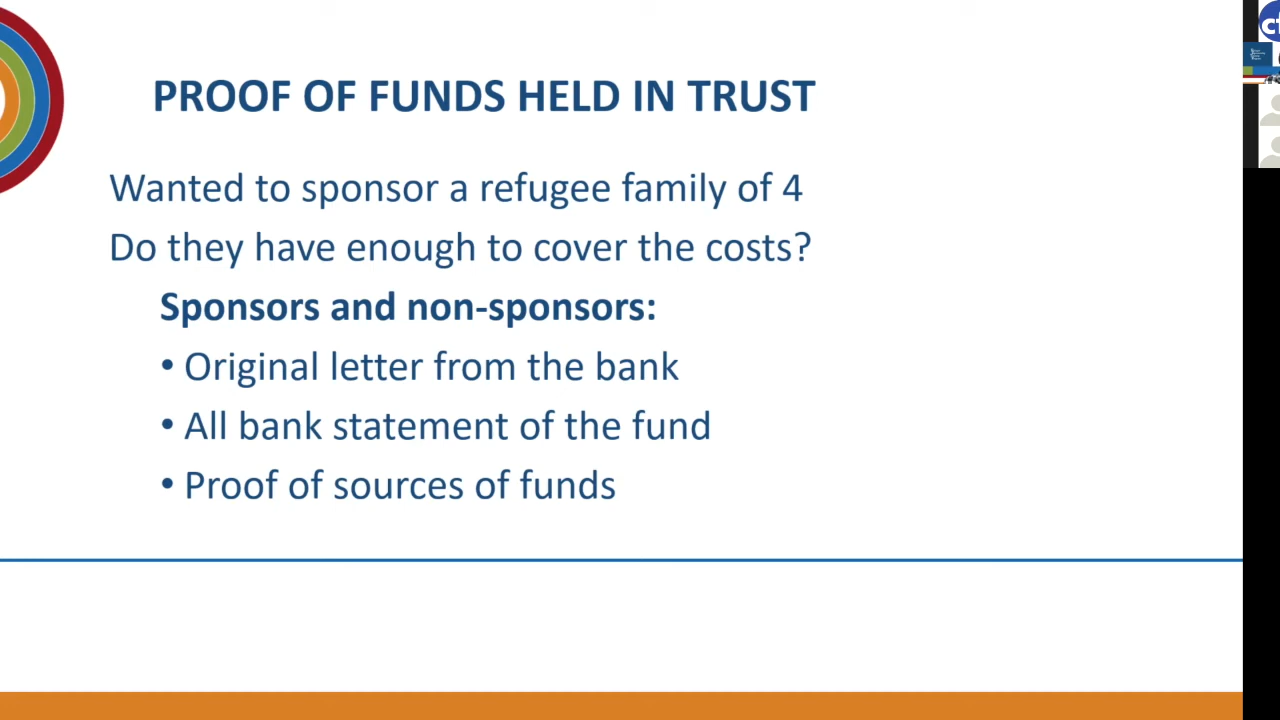 PROOF OF FUNDS HELD IN TRUST
Wanted to sponsor a refugee family of 4
Do they have enough to cover the costs?
Sponsors and non-sponsors:
• Original letter from the bank
• All bank statement of the fund
• Proof of sources of funds